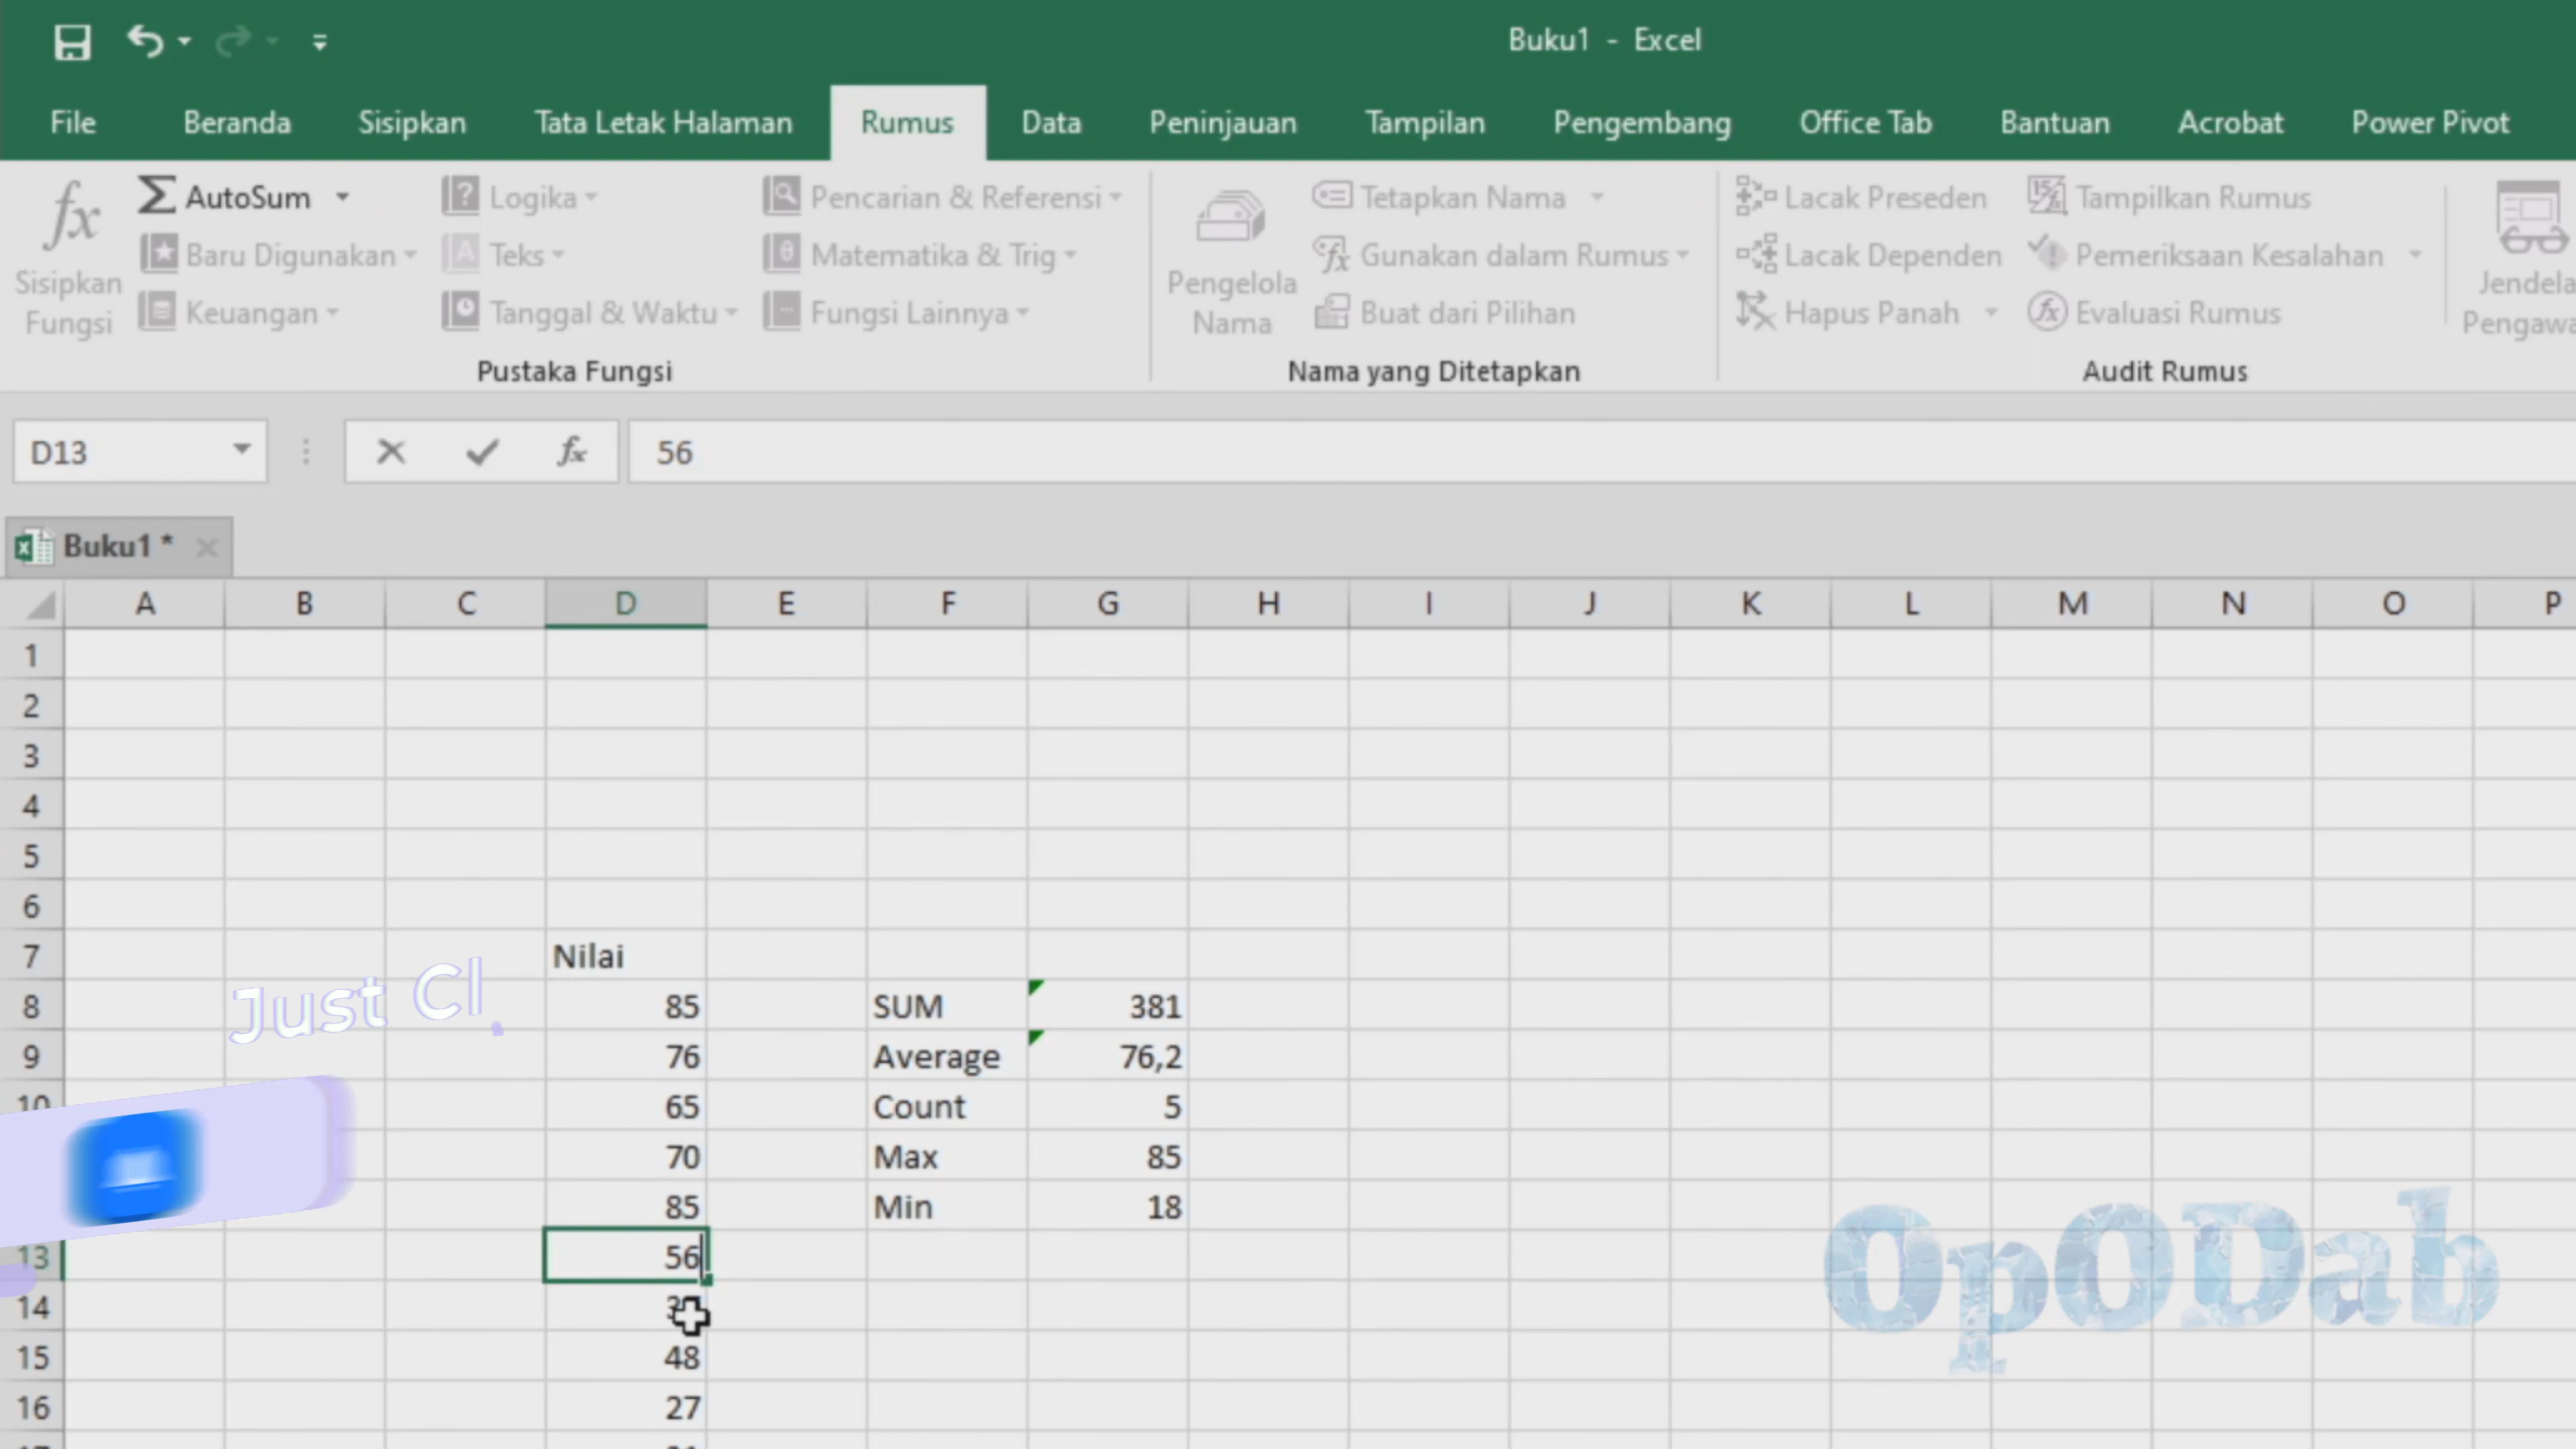 Buku1 - Excel
File Beranda Sisipkan Tata Letak Halaman Rumus Data Peninjauan Tampilan Pengembang Office Tab Bantuan Acrobat Power Pivot
AutoSum Logika Pencarian & Referensi Tetapkan Nama Lacak Preseden Tampilkan Rumus
Baru Digunakan Teks Matematika & Trig Gunakan dalam Rumus Lacak Dependen Pemeriksaan Kesalahan
Sisipkan Fungsi Keuangan Tanggal & Waktu Fungsi Lainnya Pengelola Nama Buat dari Pilihan Hapus Panah Evaluasi Rumus Jendela
Pustaka Fungsi Nama yang Ditetapkan Audit Rumus
D13 fx 56
Buku1 *
A B C D E F G H I J K L M N O P
1
2
3
4
5
6
7 Nilai
8 85 SUM 381
Just Cl
9 76 Average 76,2
10 65 Count 5
70 Max 85
85 Min 18
13 56
OpODab
14
15 48
16 27